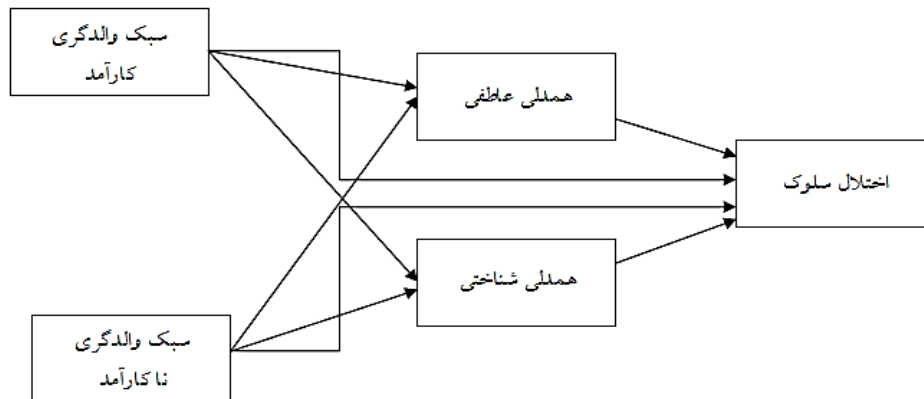 سبک والدگری
کارآمد
همدلی عاطفی
اختلال سلوک
همدلی شناختی
سبک والدگری
نا کارآمد